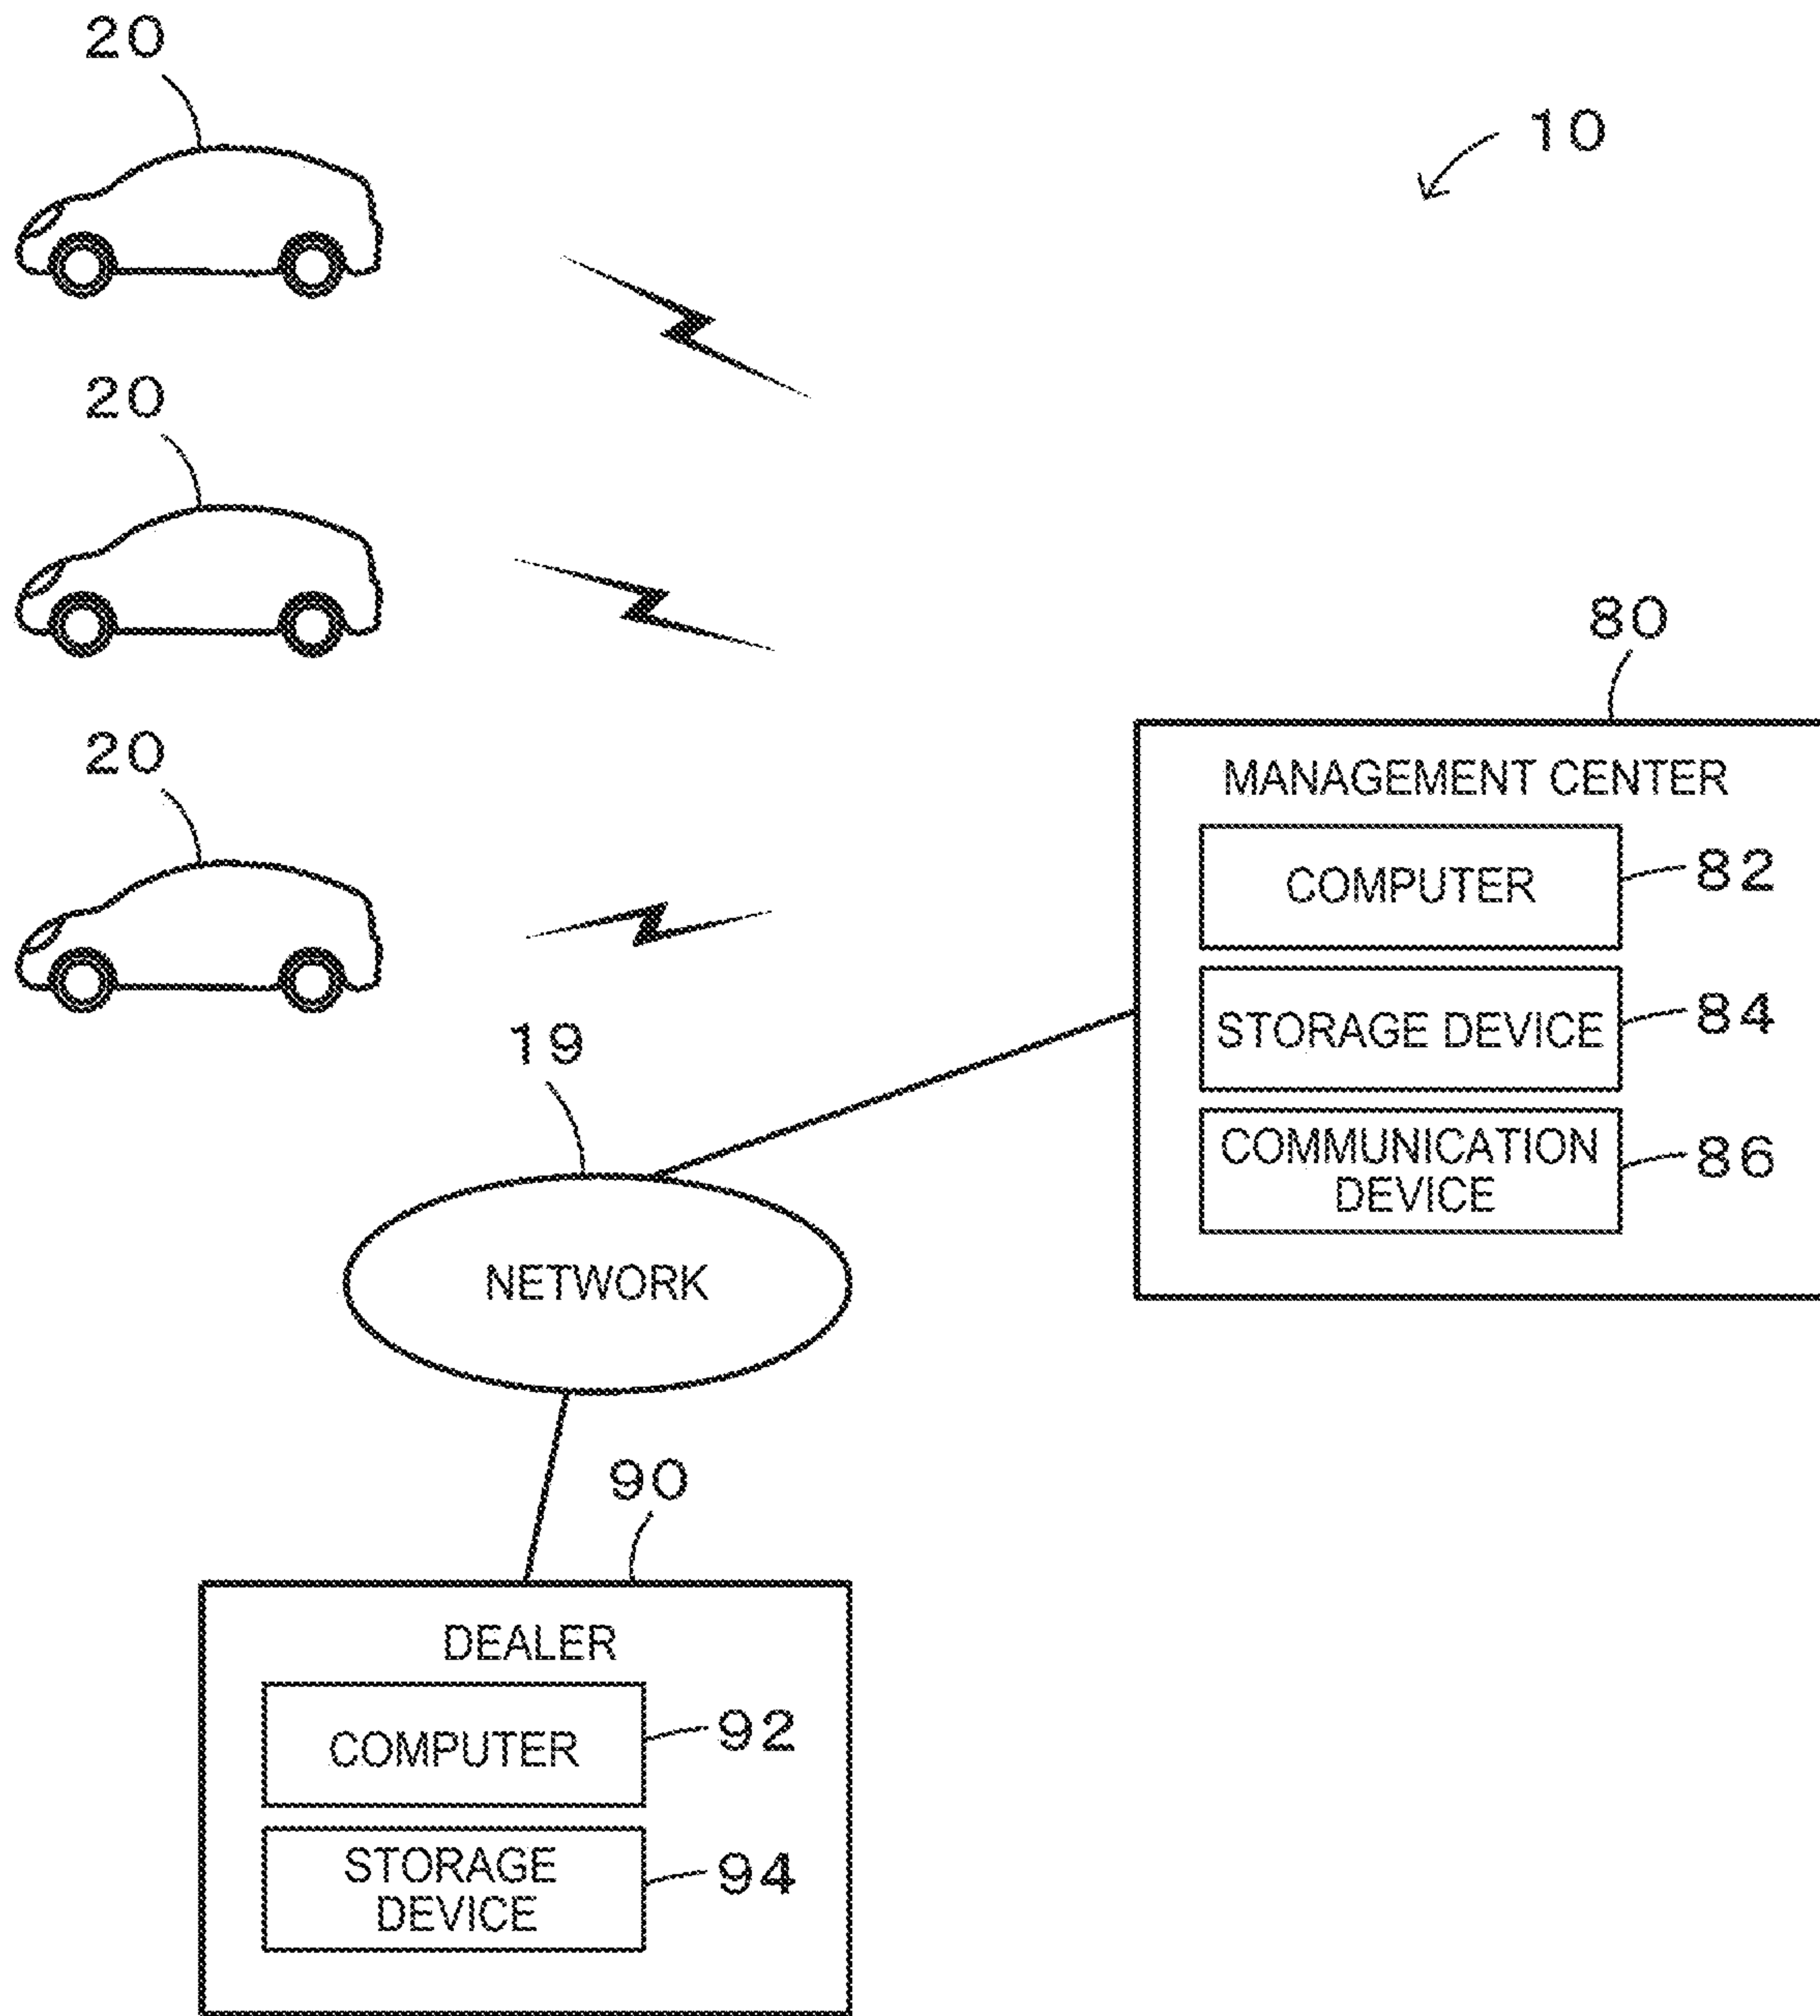 20
10
20
80
20
MANAGEMENT CENTER
COMPUTER
82
STORAGE DEVICE
84
COMMUNICATION
DEVICE
86
19
NETWORK
90
DEALER
COMPUTER
92
STORAGE
DEVICE
94